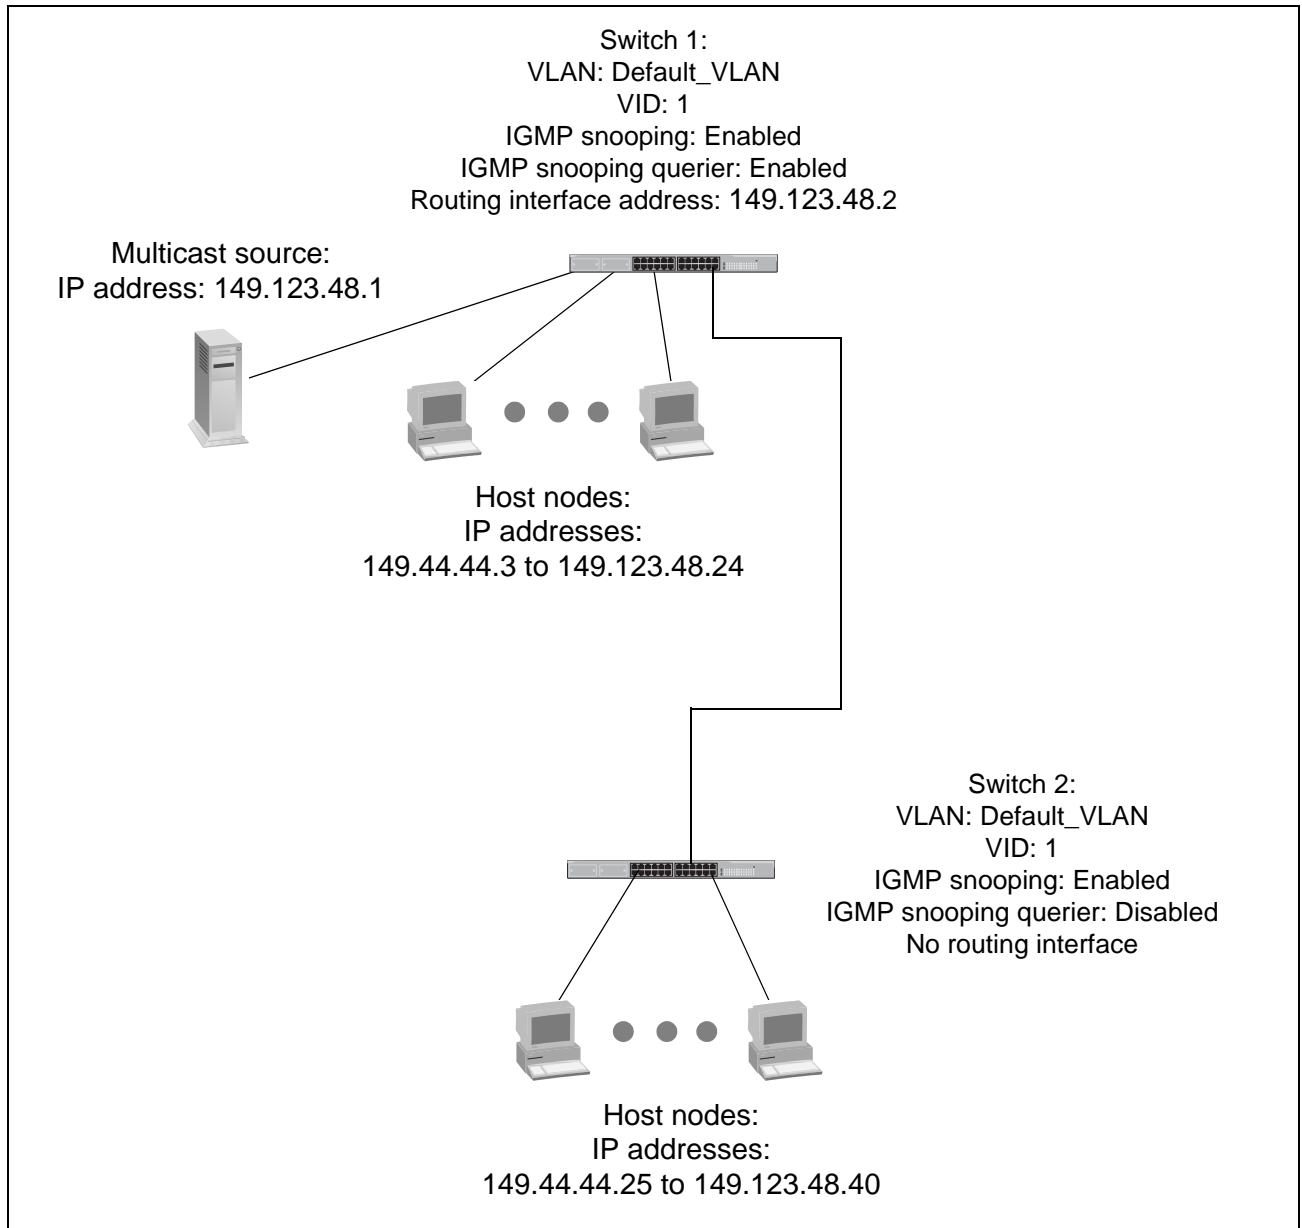 Switch 1:
VLAN: Default_VLAN
VID: 1
IGMP snooping: Enabled
IGMP snooping querier: Enabled
Routing interface address: 149.123.48.2
Multicast source:
IP address: 149.123.48.1
Host nodes:
IP addresses:
149.44.44.3 to 149.123.48.24
Switch 2:
VLAN: Default_VLAN
VID: 1
IGMP snooping: Enabled
IGMP snooping querier: Disabled
No routing interface
Host nodes:
IP addresses:
149.44.44.25 to 149.123.48.40